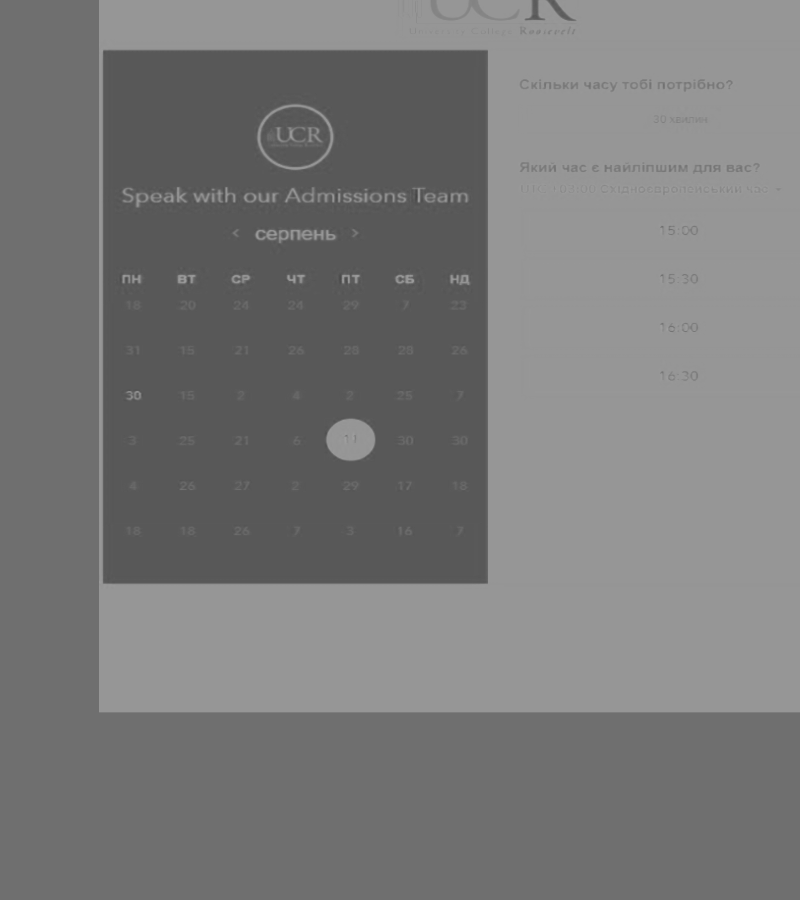 UCR
University College Roosevelt
UCR
Speak with our Admissions Team
< серпень >
ПН ВТ СР ЧТ ПТ СБ НД
18 20 24 24 29 7 23
31 15 21 26 28 28 26
30 15 2 4 2 25 7
3 25 21 6 11 30 30
4 26 27 2 29 17 18
18 18 26 7 3 16 7
Скільки часу тобі потрібно?
30 хвилин
Який час є найліпшим для вас?
Східноєвропейський час
15:00
15:30
16:00
16:30